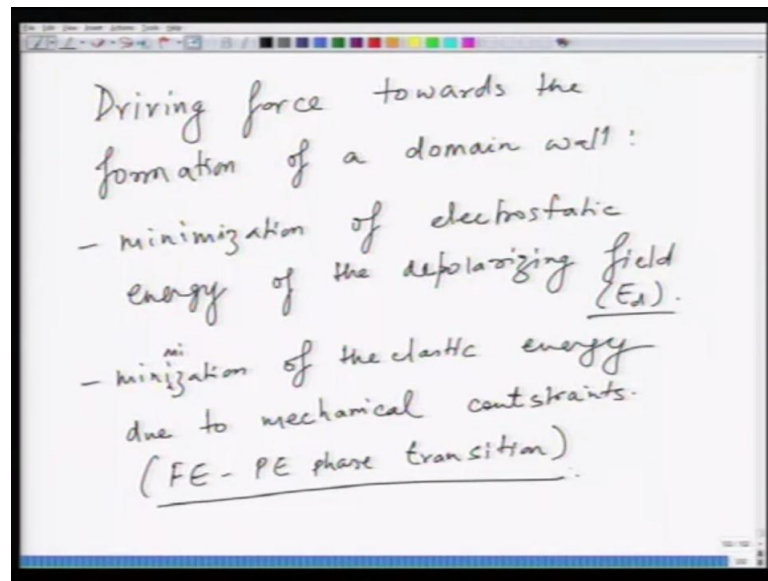 Driving force towards the
formation of a domain wall :
- minimization of electrostatic
energy of the depolarizing field
(Ed).
- minimization of the elastic energy
due to mechanical contstraints.
(FE - PE phase transition)